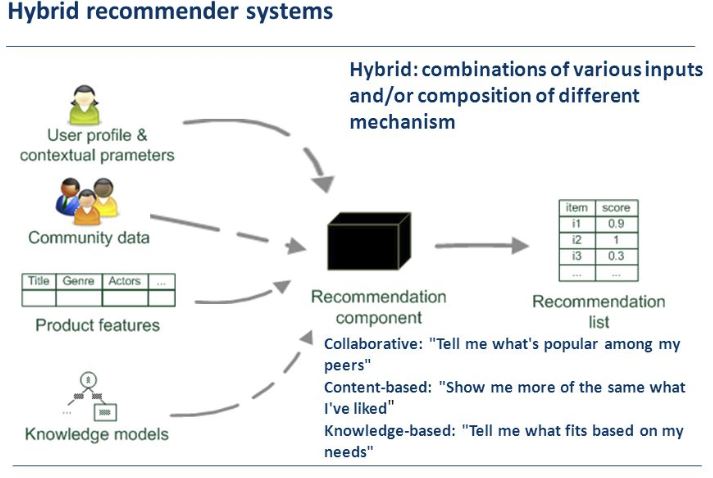 Hybrid recommender systems
Hybrid: combinations of various inputs
and/or composition of different
mechanism
User profile &
contextual prameters
Community data
Title Genre Actors ...
Product features
...
Knowledge models
Recommendation
component
item score
i1 0.9
i2 1
i3 0.3
... ...
Recommendation
list
Collaborative: "Tell me what's popular among my
peers"
Content-based: "Show me more of the same what
I've liked"
Knowledge-based: "Tell me what fits based on my
needs"